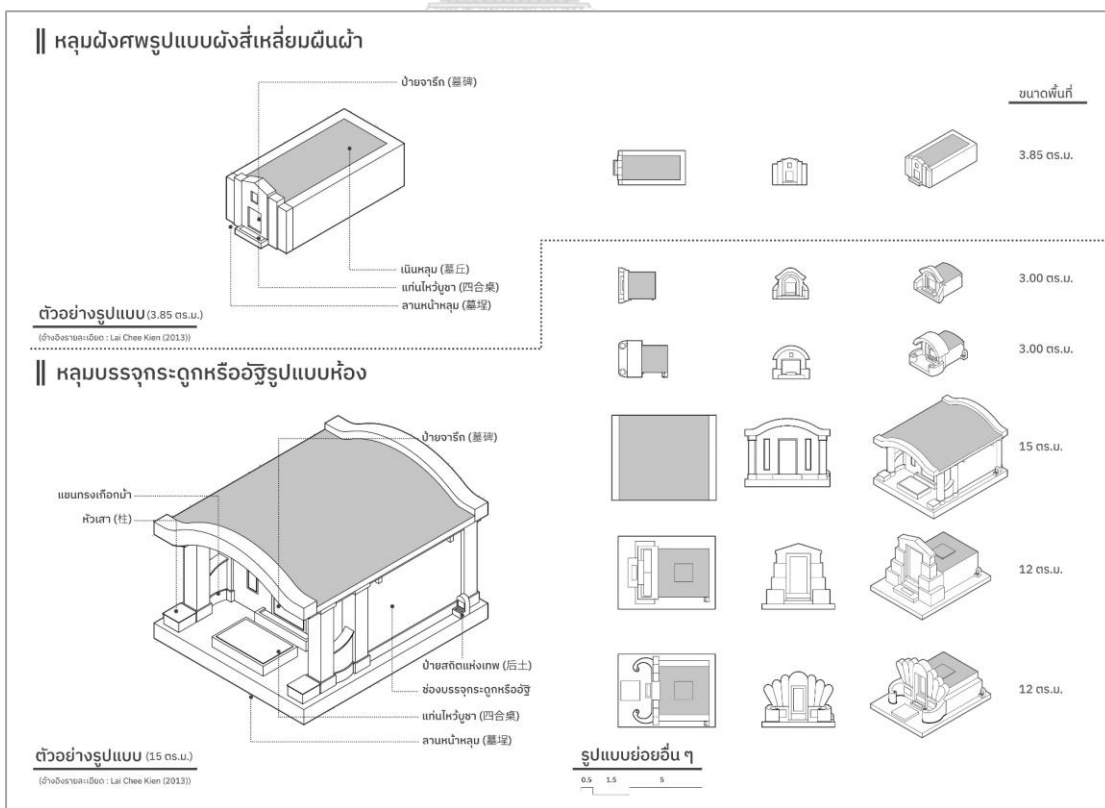 หลุมฝังศพรูปแบบผังสี่เหลี่ยมผืนผ้า
ป้ายจารึก (墓碑)
เนินหลุม (墓丘)
แท่นไหว้บูชา (四合桌)
ลานหน้าหลุม (墓埕)
ตัวอย่างรูปแบบ (3.85 ตร.ม.)
(อ้างอิงรายละเอียด : Lai Chee Kien (2013))
หลุมบรรจุกระดูกหรืออัฐิรูปแบบห้อง
ป้ายจารึก (墓碑)
แขนทรงเกือกม้า
หัวเสา (柱)
ป้ายสถิตแห่งเทพ (后土)
ช่องบรรจุกระดูกหรืออัฐิ
แท่นไหว้บูชา (四合桌)
ลานหน้าหลุม (墓埕)
ตัวอย่างรูปแบบ (15 ตร.ม.)
(อ้างอิงรายละเอียด : Lai Chee Kien (2013))
ขนาดพื้นที่
3.85 ตร.ม.
3.00 ตร.ม.
3.00 ตร.ม.
15 ตร.ม.
12 ตร.ม.
12 ตร.ม.
รูปแบบย่อยอื่น ๆ
0.5 1.5 5